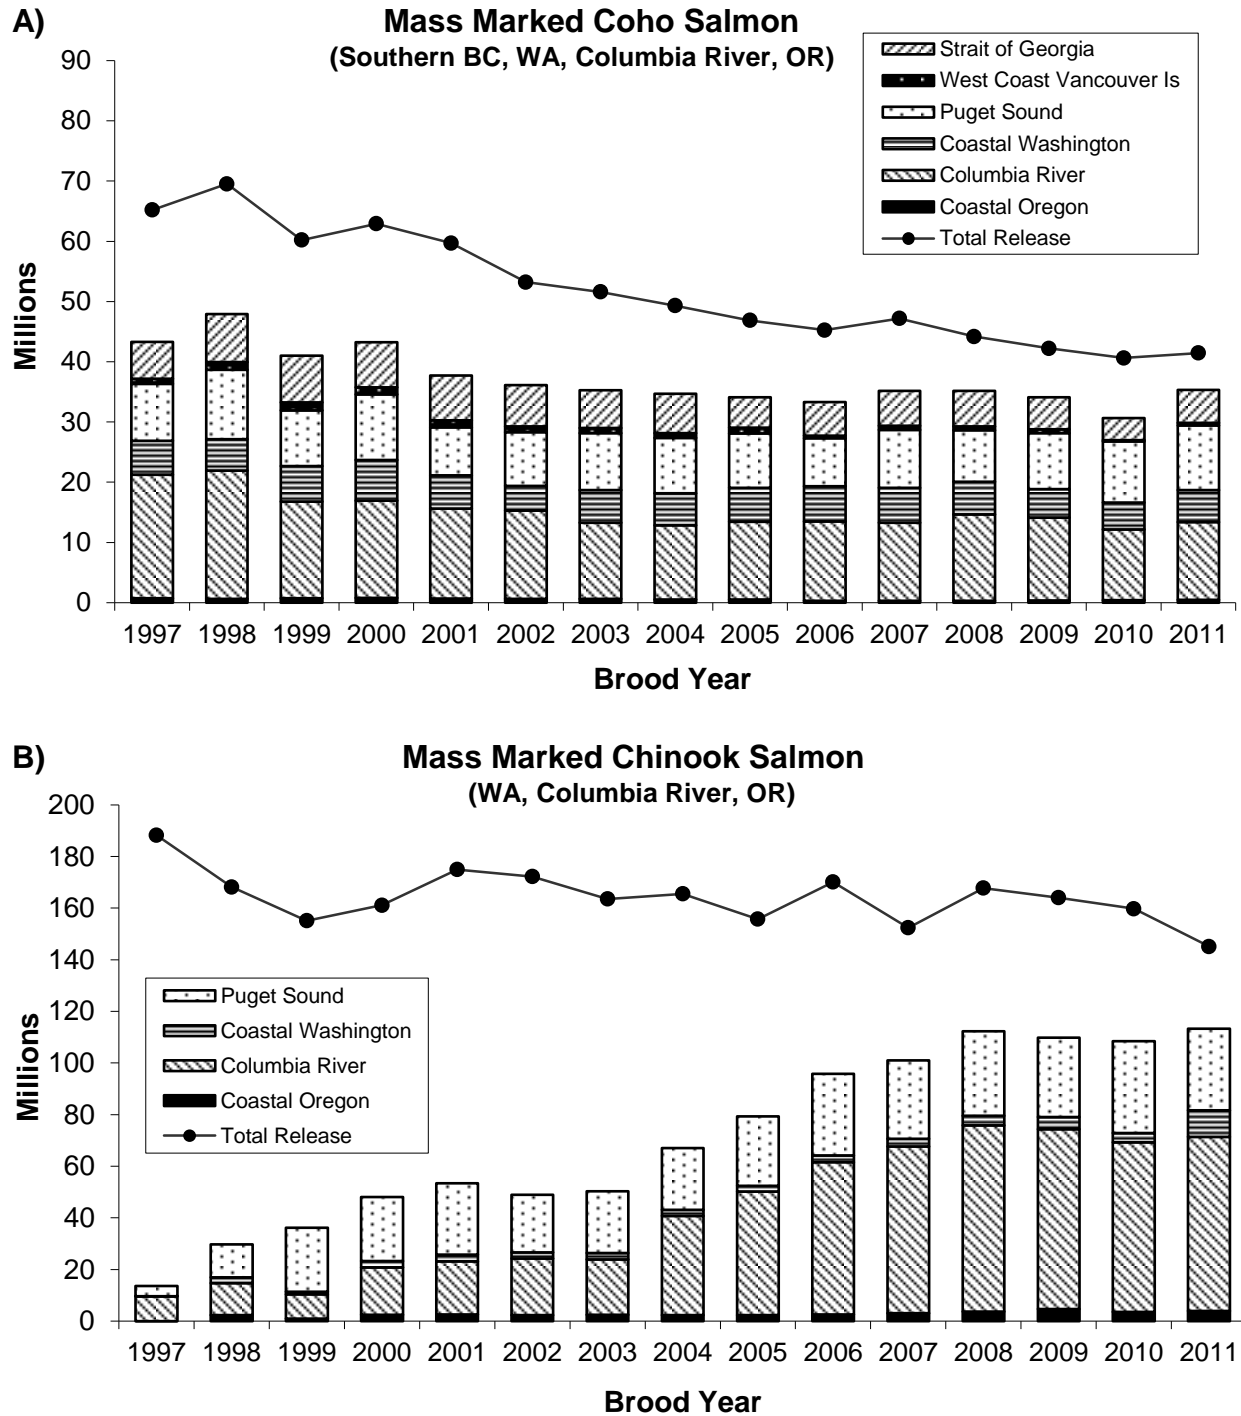 A)
Mass Marked Coho Salmon
(Southern BC, WA, Columbia River, OR)
Strait of Georgia
West Coast Vancouver Is
Puget Sound
Coastal Washington
Columbia River
Coastal Oregon
Total Release
Millions
90
80
70
60
50
40
30
20
10
0
1997 1998 1999 2000 2001 2002 2003 2004 2005 2006 2007 2008 2009 2010 2011
Brood Year
B)
Mass Marked Chinook Salmon
(WA, Columbia River, OR)
Millions
200
180
160
140
120
100
80
60
40
20
0
Puget Sound
Coastal Washington
Columbia River
Coastal Oregon
Total Release
1997 1998 1999 2000 2001 2002 2003 2004 2005 2006 2007 2008 2009 2010 2011
Brood Year